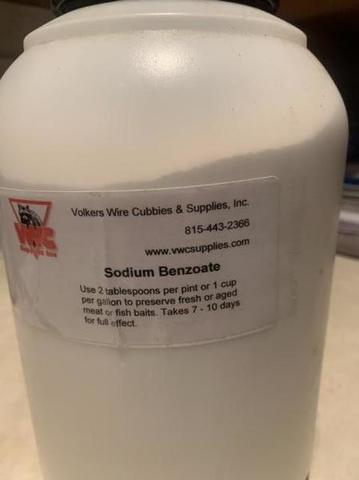 Volkers Wire Cubbies & Supplies, Inc.
815-443-2366
www.vwcsupplies.com
VWC
Sodium Benzoate
Use 2 tablespoons per pint or 1 cup
per gallon to preserve fresh or aged
meat or fish baits. Takes 7 - 10 days
for full effect.